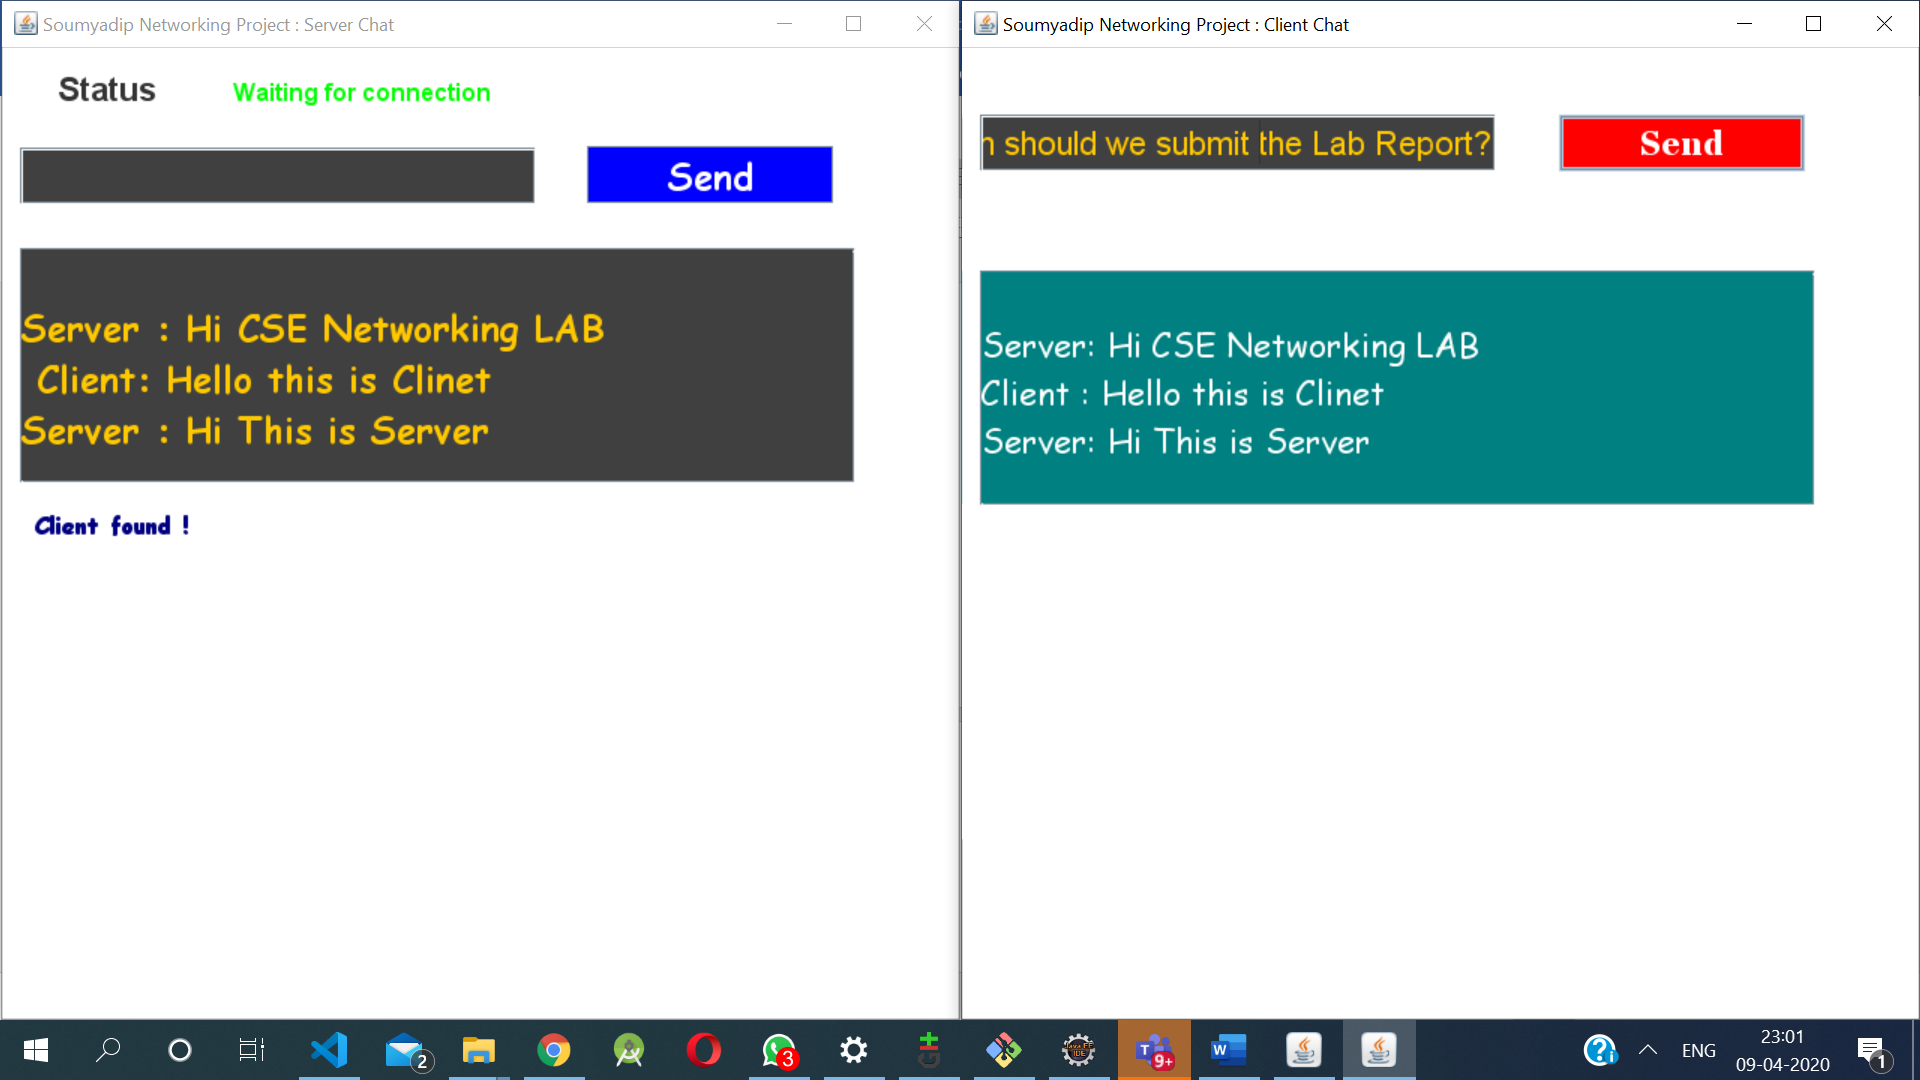 Soumyadip Networking Project : Server Chat
Status
Waiting for connection
Send
Server : Hi CSE Networking LAB
Client: Hello this is Clinet
Server : Hi This is Server
Client found !
Soumyadip Networking Project : Client Chat
should we submit the Lab Report?
Send
Server: Hi CSE Networking LAB
Client : Hello this is Clinet
Server: Hi This is Server
2
3
Java EE
IDE
T
9+
W
ENG
23:01
09-04-2020
1